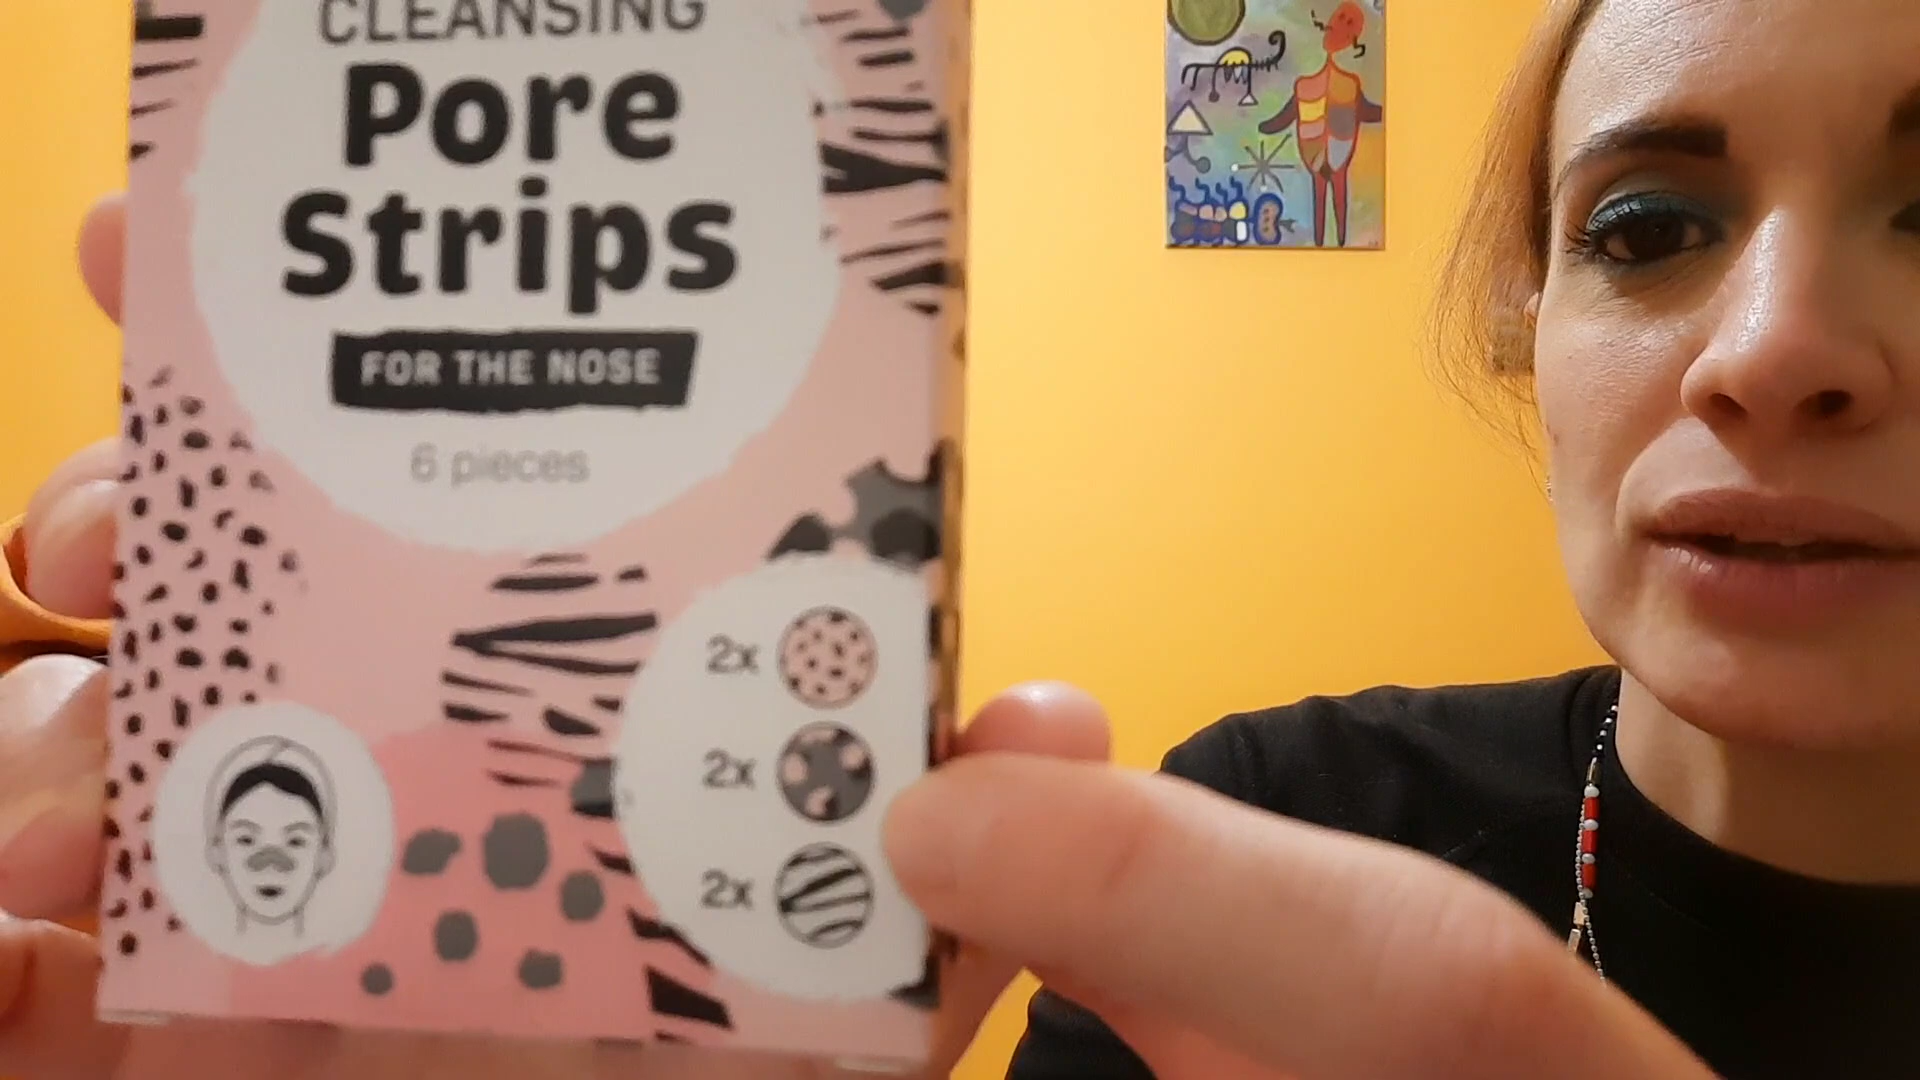 CLEANSING
Pore
Strips
FOR THE NOSE
6 pieces
2x
2x
2x